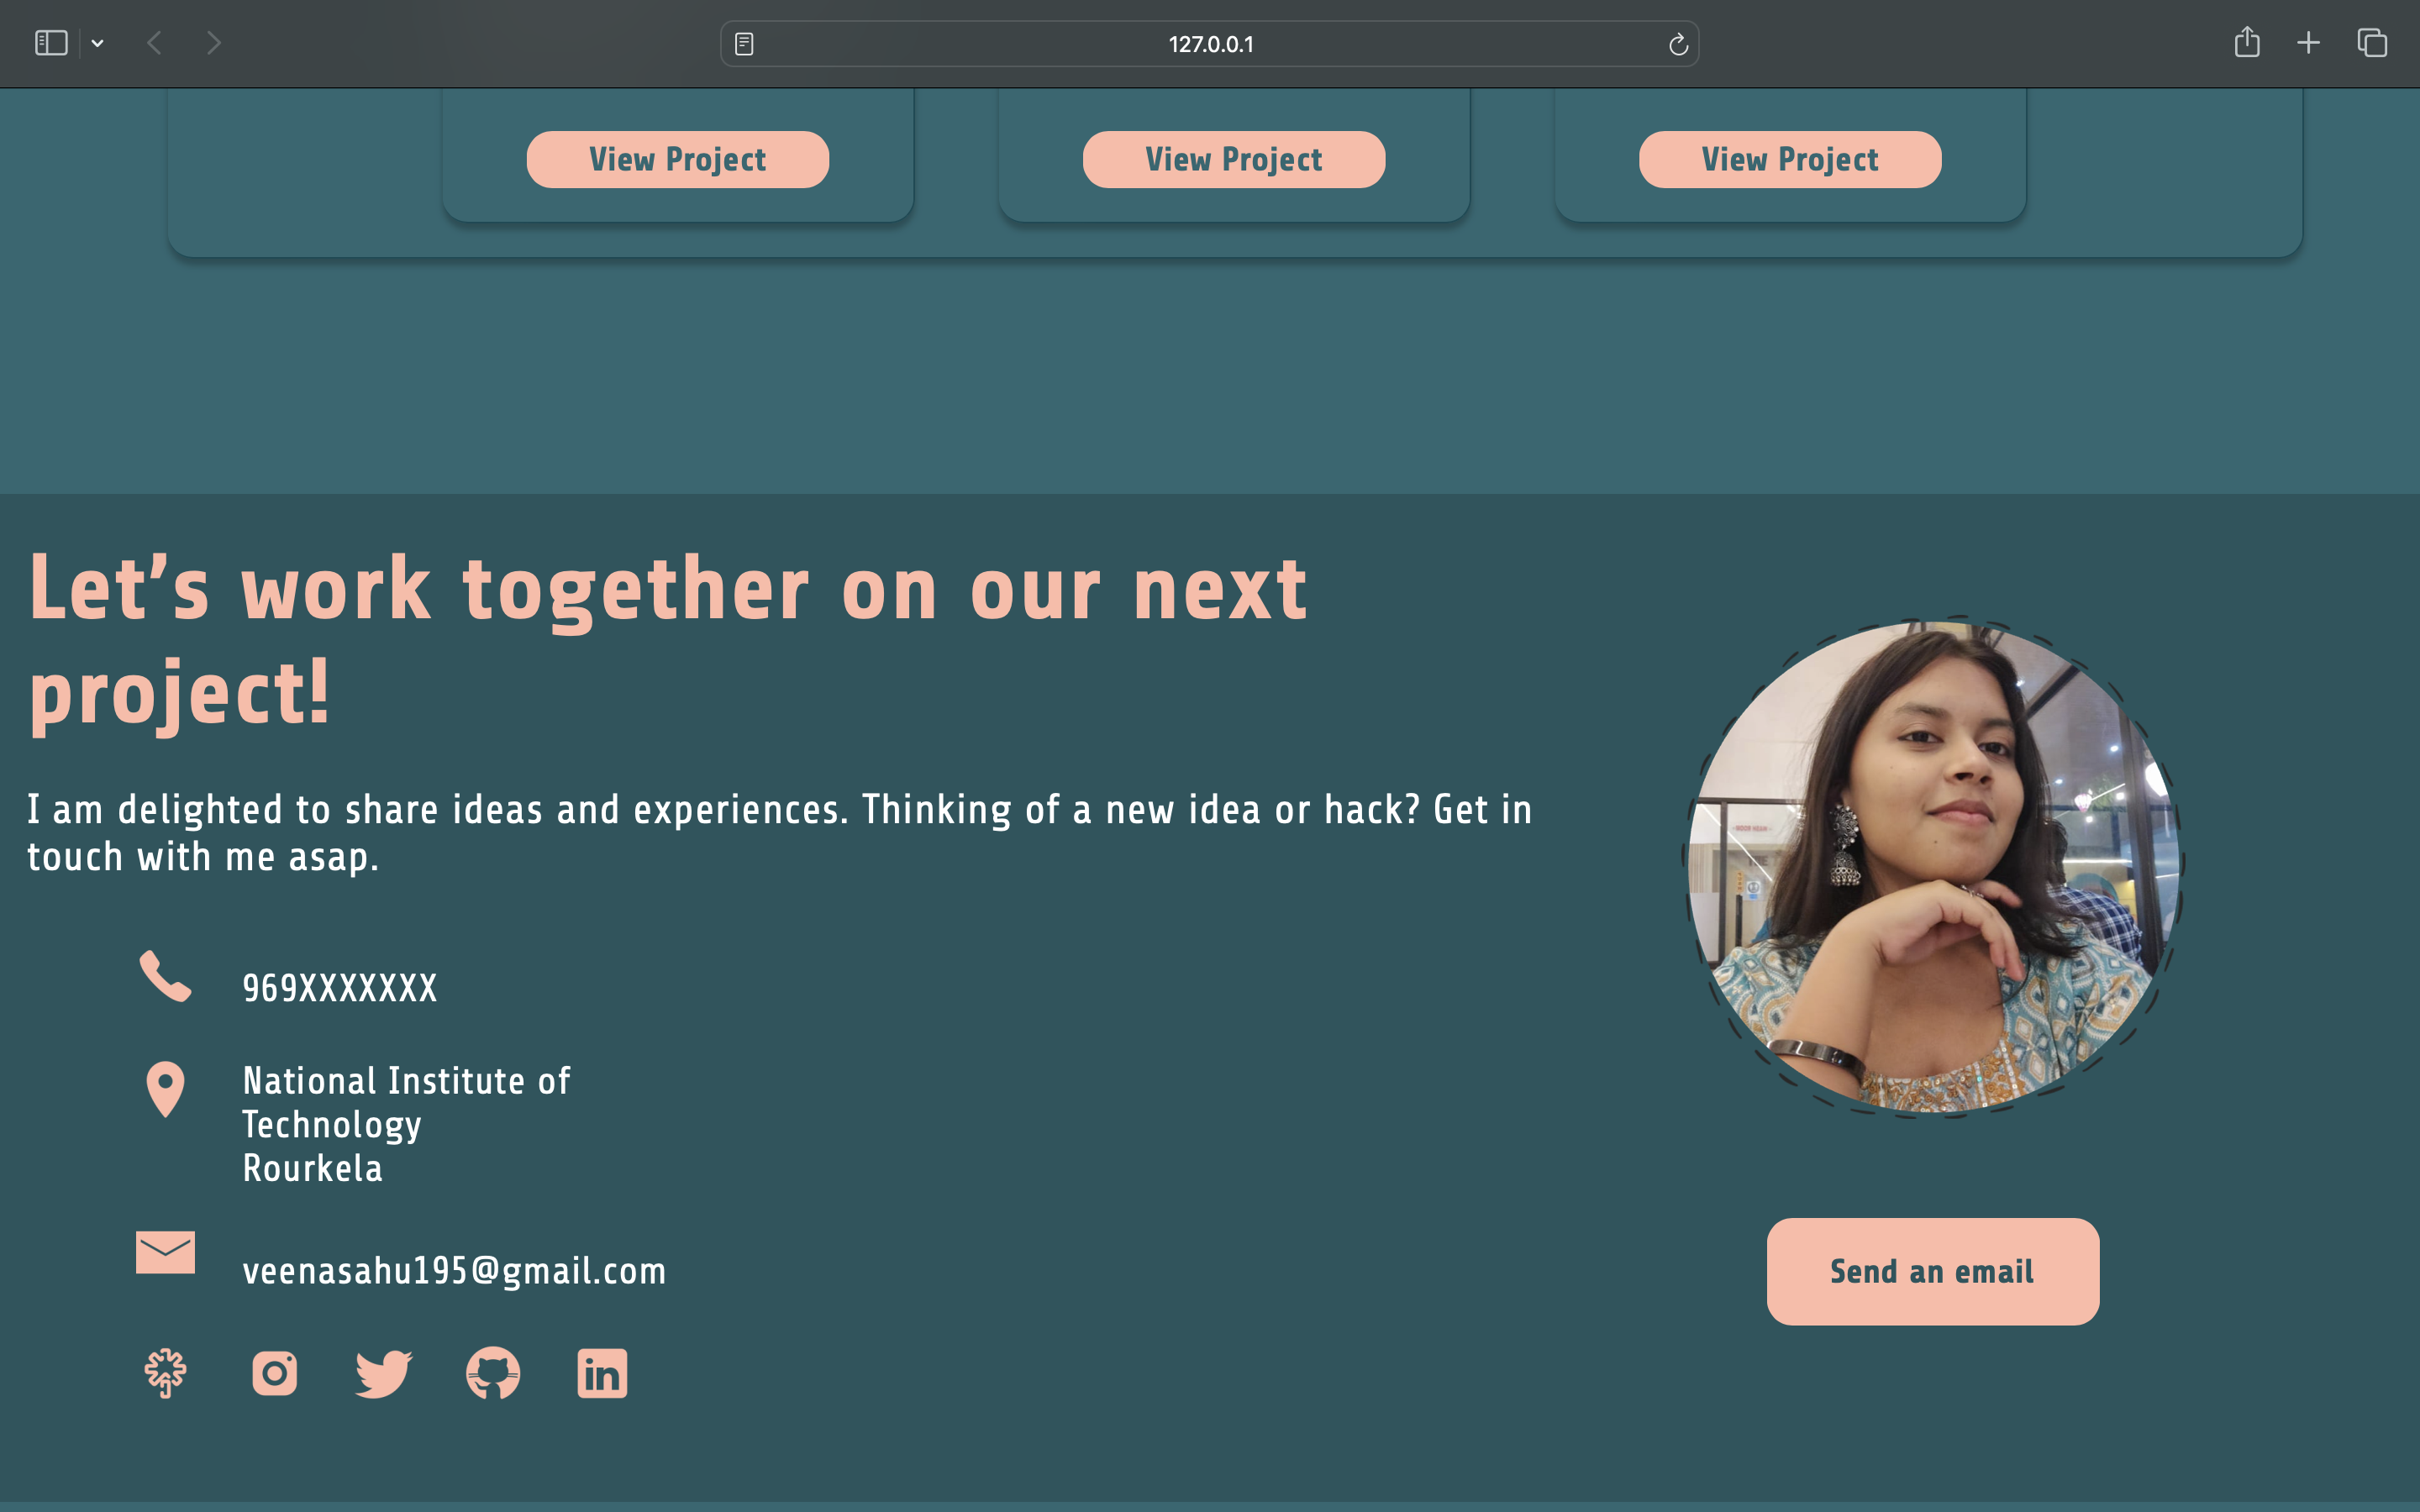 127.0.0.1
View Project View Project View Project
Let’s work together on our next
project!
I am delighted to share ideas and experiences. Thinking of a new idea or hack? Get in
touch with me asap.
969XXXXXXX
National Institute of
Technology
Rourkela
veenasahu195@gmail.com
in
Send an email